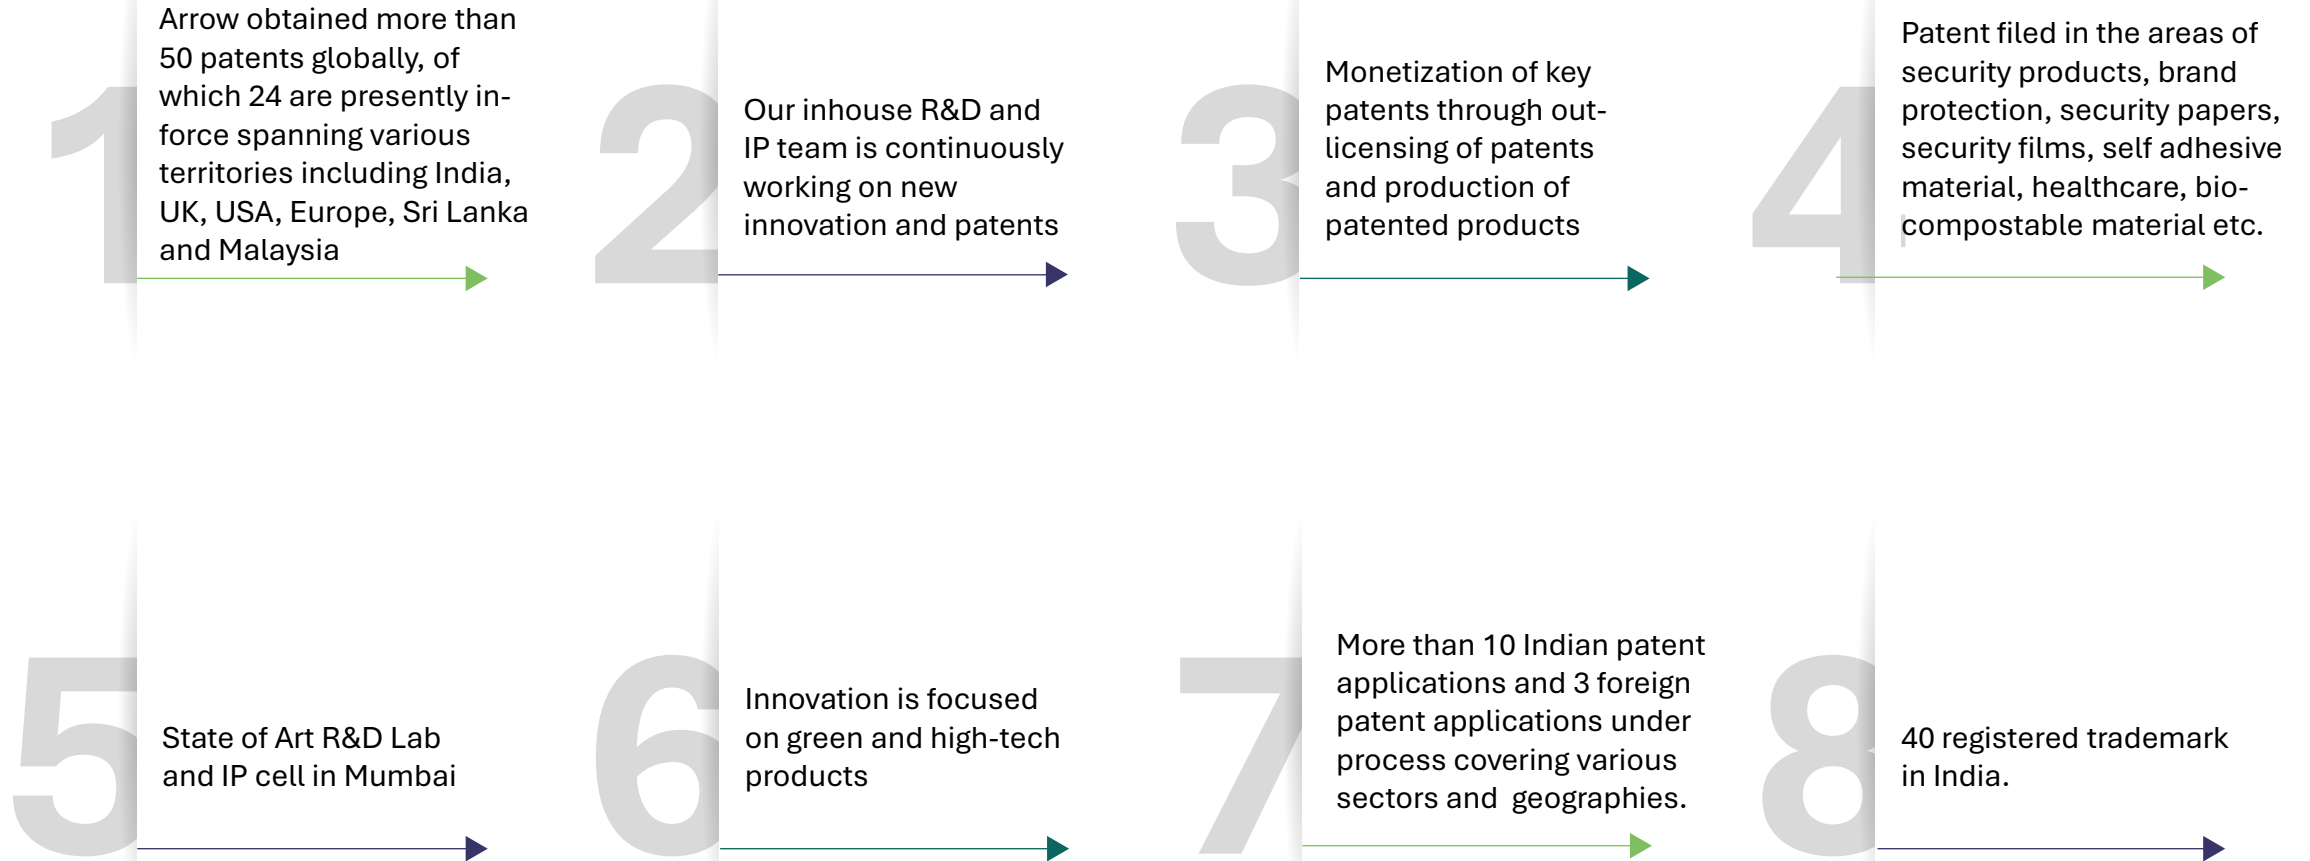 1
Arrow obtained more than
50 patents globally, of
which 24 are presently in-
force spanning various
territories including India,
UK, USA, Europe, Sri Lanka
and Malaysia
2
Our inhouse R&D and
IP team is continuously
working on new
innovation and patents
3
Monetization of key
patents through out-
licensing of patents
and production of
patented products
4
Patent filed in the areas of
security products, brand
protection, security papers,
security films, self adhesive
material, healthcare, bio-
compostable material etc.
5
State of Art R&D Lab
and IP cell in Mumbai
6
Innovation is focused
on green and high-tech
products
7
More than 10 Indian patent
applications and 3 foreign
patent applications under
process covering various
sectors and  geographies.
8
40 registered trademark
in India.